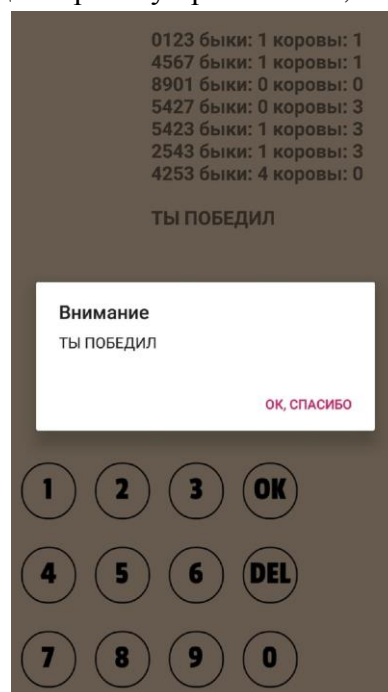 0123 быки: 1 коровы: 1
4567 быки: 1 коровы: 1
8901 быки: 0 коровы: 0
5427 быки: 0 коровы: 3
5423 быки: 1 коровы: 3
2543 быки: 1 коровы: 3
4253 быки: 4 коровы: 0
ТЫ ПОБЕДИЛ
Внимание
ТЫ ПОБЕДИЛ
ОК, СПАСИБО
1 2 3 OK
4 5 6 DEL
7 8 9 0